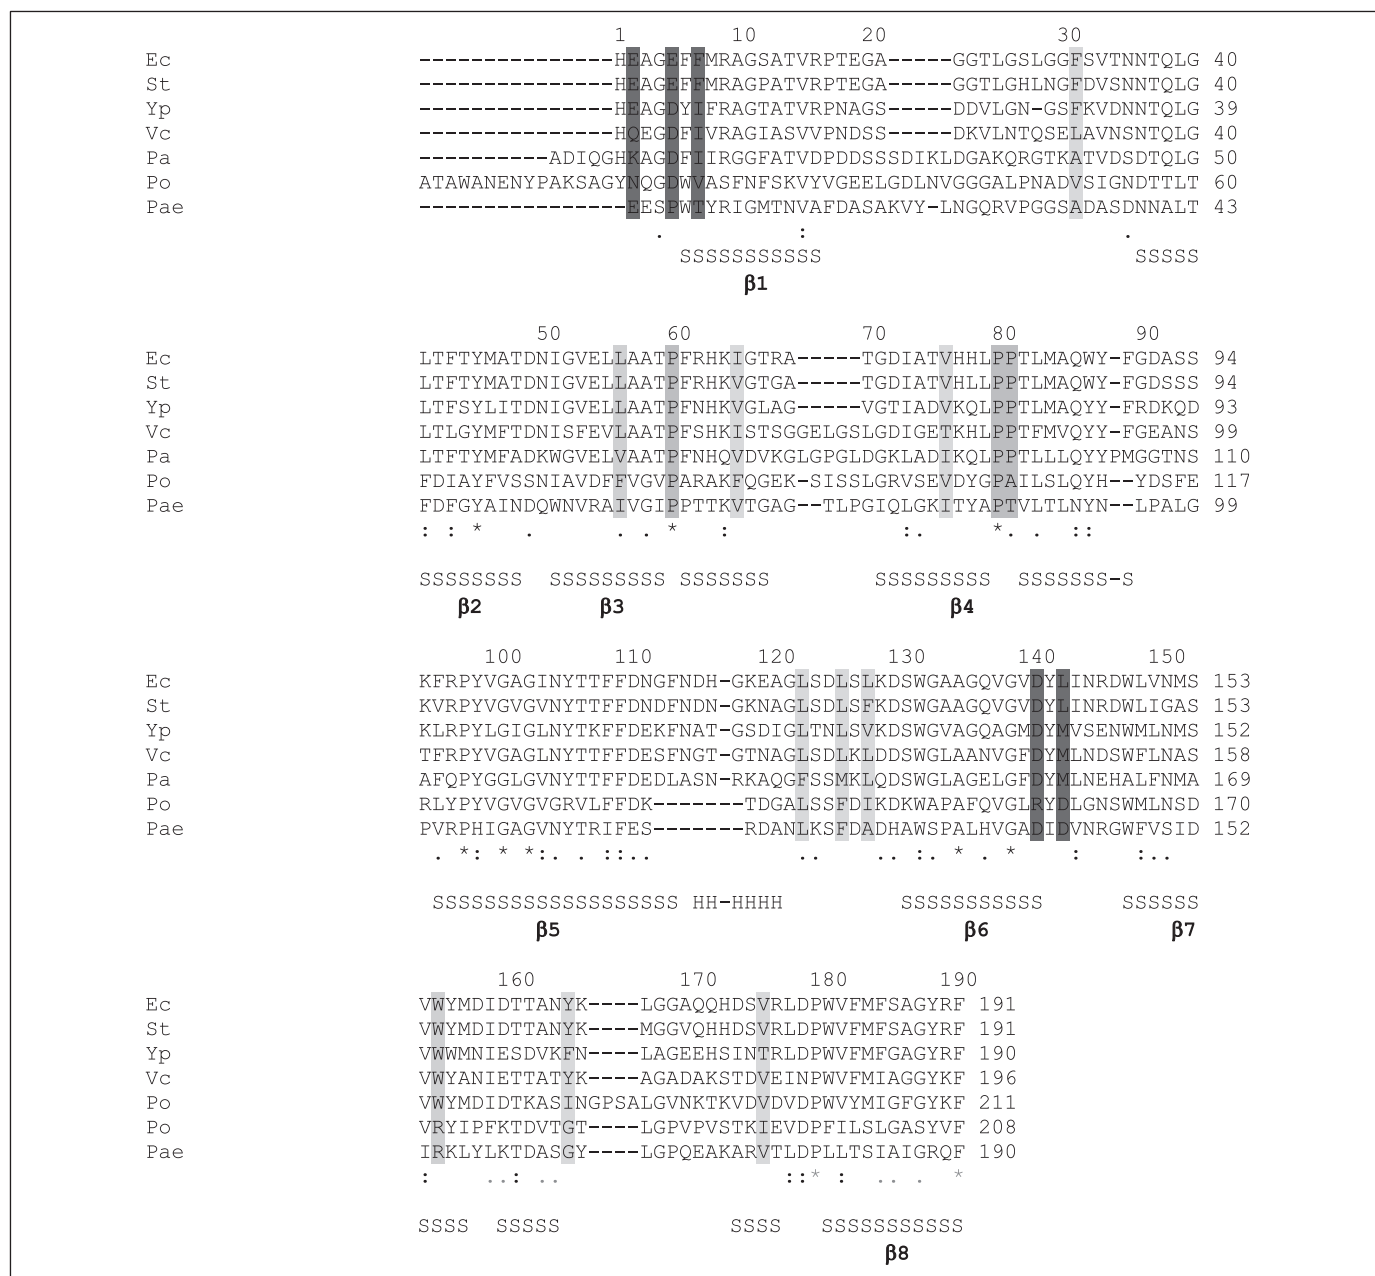 1 10 20 30
Ec ---------------HEAGEFFMRAGSATVRPTEGA-----GGTLGSLGGFSVTNNTQLG 40
St ---------------HEAGEFFMRAGPATVRPTEGA-----GGTLGHLNGFDVSNNTQLG 40
Yp ---------------HEAGDYIFRAGTATVRPNAGS-----DDVLGN-GSFKVDNNTQLG 39
Vc ---------------HQEGDFIVRAGIASVVPNDSS-----DKVLNTQSELAVNSNTQLG 40
Pa ----------ADIQGHKAGDFIIRGGFATVDPDDSSSDIKLDGAKQRGTKATVDSDTQLG 50
Po ATAWANENYPAKSAGYNQGDWVASFNFSKVYVGEELGDLNVGGGALPNADVSIGNDTTLT 60
Pae ---------------EESPWTYRIGMTNVAFDASAKVY-LNGQRVPGGSADASDNNALT 43
. : .
SSSSSSSSSSS SSSSS
β1
50 60 70 80 90
Ec LTFTYMATDNIGVELLAATPFRHKIGTRA-----TGDIATVHHLPPTLMAQWY-FGDASS 94
St LTFTYMATDNIGVELLAATPFRHKVGTGA-----TGDIATVHLLPPTLMAQWY-FGDSSS 94
Yp LTFSYLITDNIGVELLAATPFNHKVGLAG-----VGTIADVKQLPPTLMAQYY-FRDKQD 93
Vc LTLGYMFTDNISFEVLAATPFSHKISTSGGELGSLGDIGETKHLPPTFMVQYY-FGEANS 99
Pa LTFTYMFADKWGVELVAATPFNHQVDVKGLGPGLDGKLADIKQLPPTLLLQYYPMGGTNS 110
Po FDIAYFVSSNIAVDFFVGVPARAKFQGEK-SISSLGRVSEVDYGPAILSLQYH--YDSFE 117
Pae FDFGYAINDQWNVRAIVGIPPTTKVTGAG--TLPGIQLGKITYAPTVLTLNYN--LPALG 99
: : * . . . * : :. *. . ::
SSSSSSSS SSSSSSSSS SSSSSSS SSSSSSSSS SSSSSSS-S
β2 β3 β4
100 110 120 130 140 150
Ec KFRPYVGAGINYTTFFDNGFNDH-GKEAGLSDLSLKDSWGAAGQVGVDYLINRDWLVNMS 153
St KVRPYVGVGVNYTTFFDNDFNDN-GKNAGLSDLSFKDSWGAAGQVGVDYLINRDWLIGAS 153
Yp KLRPYLGIGLNYTKFFDEKFNAT-GSDIGLTNLSVKDSWGVAGQAGMDYMVSENWMLNMS 152
Vc TFRPYVGAGLNYTTFFDESFNGT-GTNAGLSDLKLDDSWGLAANVGFDYMLNDSWFLNAS 158
Pa AFQPYGGLGVNYTTFFDEDLASN-RKAQGFSSMKLQDSWGLAGELGFDYMLNEHALFNMA 169
Po RLYPYVGVGVGRVLFFDK-------TDGALSSFDIKDKWAPAFQVGLRYDLGNSWMLNSD 170
Pae PVRPHIGAGVNYTRIFES-------RDANLKSFDADHAWSPALHVGADIDVNRGWFVSID 152
. *: * *:. . :::.. .. : . :. * . * : : ..
SSSSSSSSSSSSSSSSSSS HH-HHHH SSSSSSSSSSS SSSSSS
β5 β6 β7
160 170 180 190
Ec VWYMDIDTTANYK----LGGAQQHDSVRLDPWVFMFSAGYRF 191
St VWYMDIDTTANYK----MGGVQHHDSVRLDPWVFMFSAGYRF 191
Yp VWWMNIESDVKFN----LAGEEHSINTRLDPWVFMFGAGYRF 190
Vc VWYANIETTATYK----AGADAKSTDVEINPWVFMIAGGYKF 196
Po VWYMDIDTKASINGPSALGVNKTKVDVDVDPWVYMIGFGYKF 211
Po VRYIPFKTDVTGT----LGPVPVSTKIEVDPFILSLGASYVF 208
Pae IRKLYLKTDASGY----LGPQEAKARVTLDPLLTSIAIGRQF 190
: ..: .. ::* : .. . *
SSSS SSSSS SSSS SSSSSSSSSSS
β8